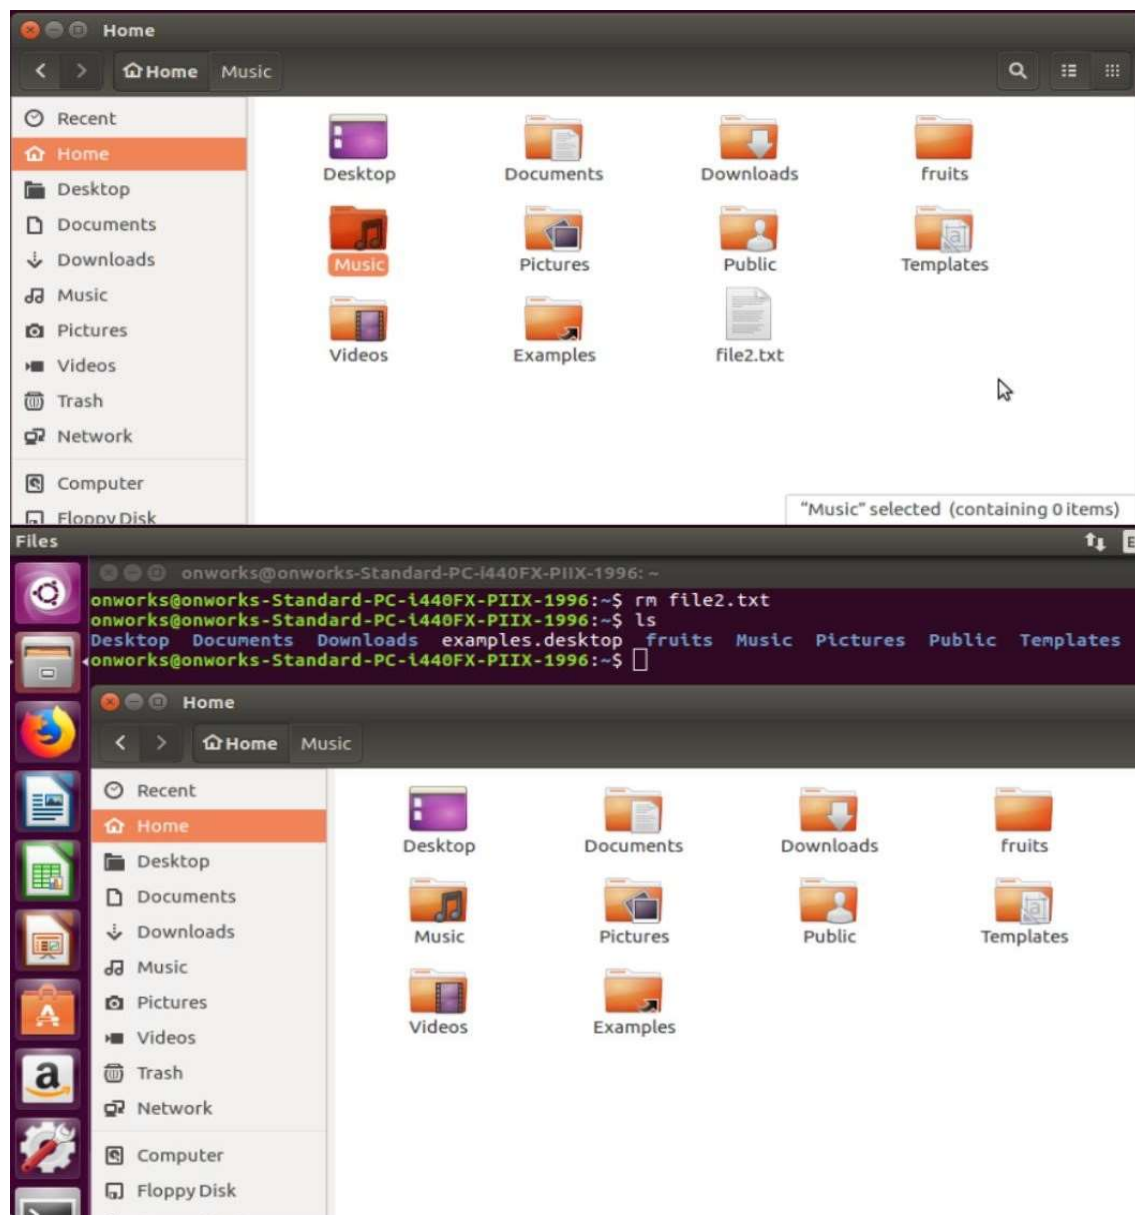 Home
Home Music
Recent
Home
Desktop
Documents
Downloads
Music
Pictures
Videos
Trash
Network
Computer
Floppy Disk
Desktop Documents Downloads fruits
Music Pictures Public Templates
Videos Examples file2.txt
"Music" selected (containing 0 items)
Files
onworks@onworks-Standard-PC-i440FX-PIIX-1996: ~
onworks@onworks-Standard-PC-i440FX-PIIX-1996:~$ rm file2.txt
onworks@onworks-Standard-PC-i440FX-PIIX-1996:~$ ls
Desktop Documents Downloads examples.desktop fruits Music Pictures Public Templates
onworks@onworks-Standard-PC-i440FX-PIIX-1996:~$
Home
Home Music
Recent
Home
Desktop
Documents
Downloads
Music
Pictures
Videos
Trash
Network
Computer
Floppy Disk
Desktop Documents Downloads fruits
Music Pictures Public Templates
Videos Examples